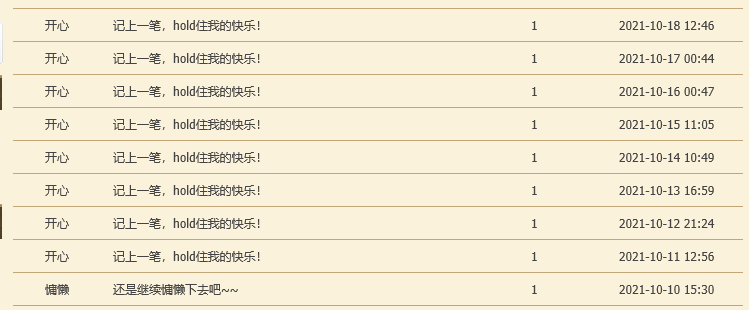 开心 记上一笔，hold住我的快乐！ 1 2021-10-18 12:46
开心 记上一笔，hold住我的快乐！ 1 2021-10-17 00:44
开心 记上一笔，hold住我的快乐！ 1 2021-10-16 00:47
开心 记上一笔，hold住我的快乐！ 1 2021-10-15 11:05
开心 记上一笔，hold住我的快乐！ 1 2021-10-14 10:49
开心 记上一笔，hold住我的快乐！ 1 2021-10-13 16:59
开心 记上一笔，hold住我的快乐！ 1 2021-10-12 21:24
开心 记上一笔，hold住我的快乐！ 1 2021-10-11 12:56
慵懒 还是继续慵懒下去吧~~ 1 2021-10-10 15:30